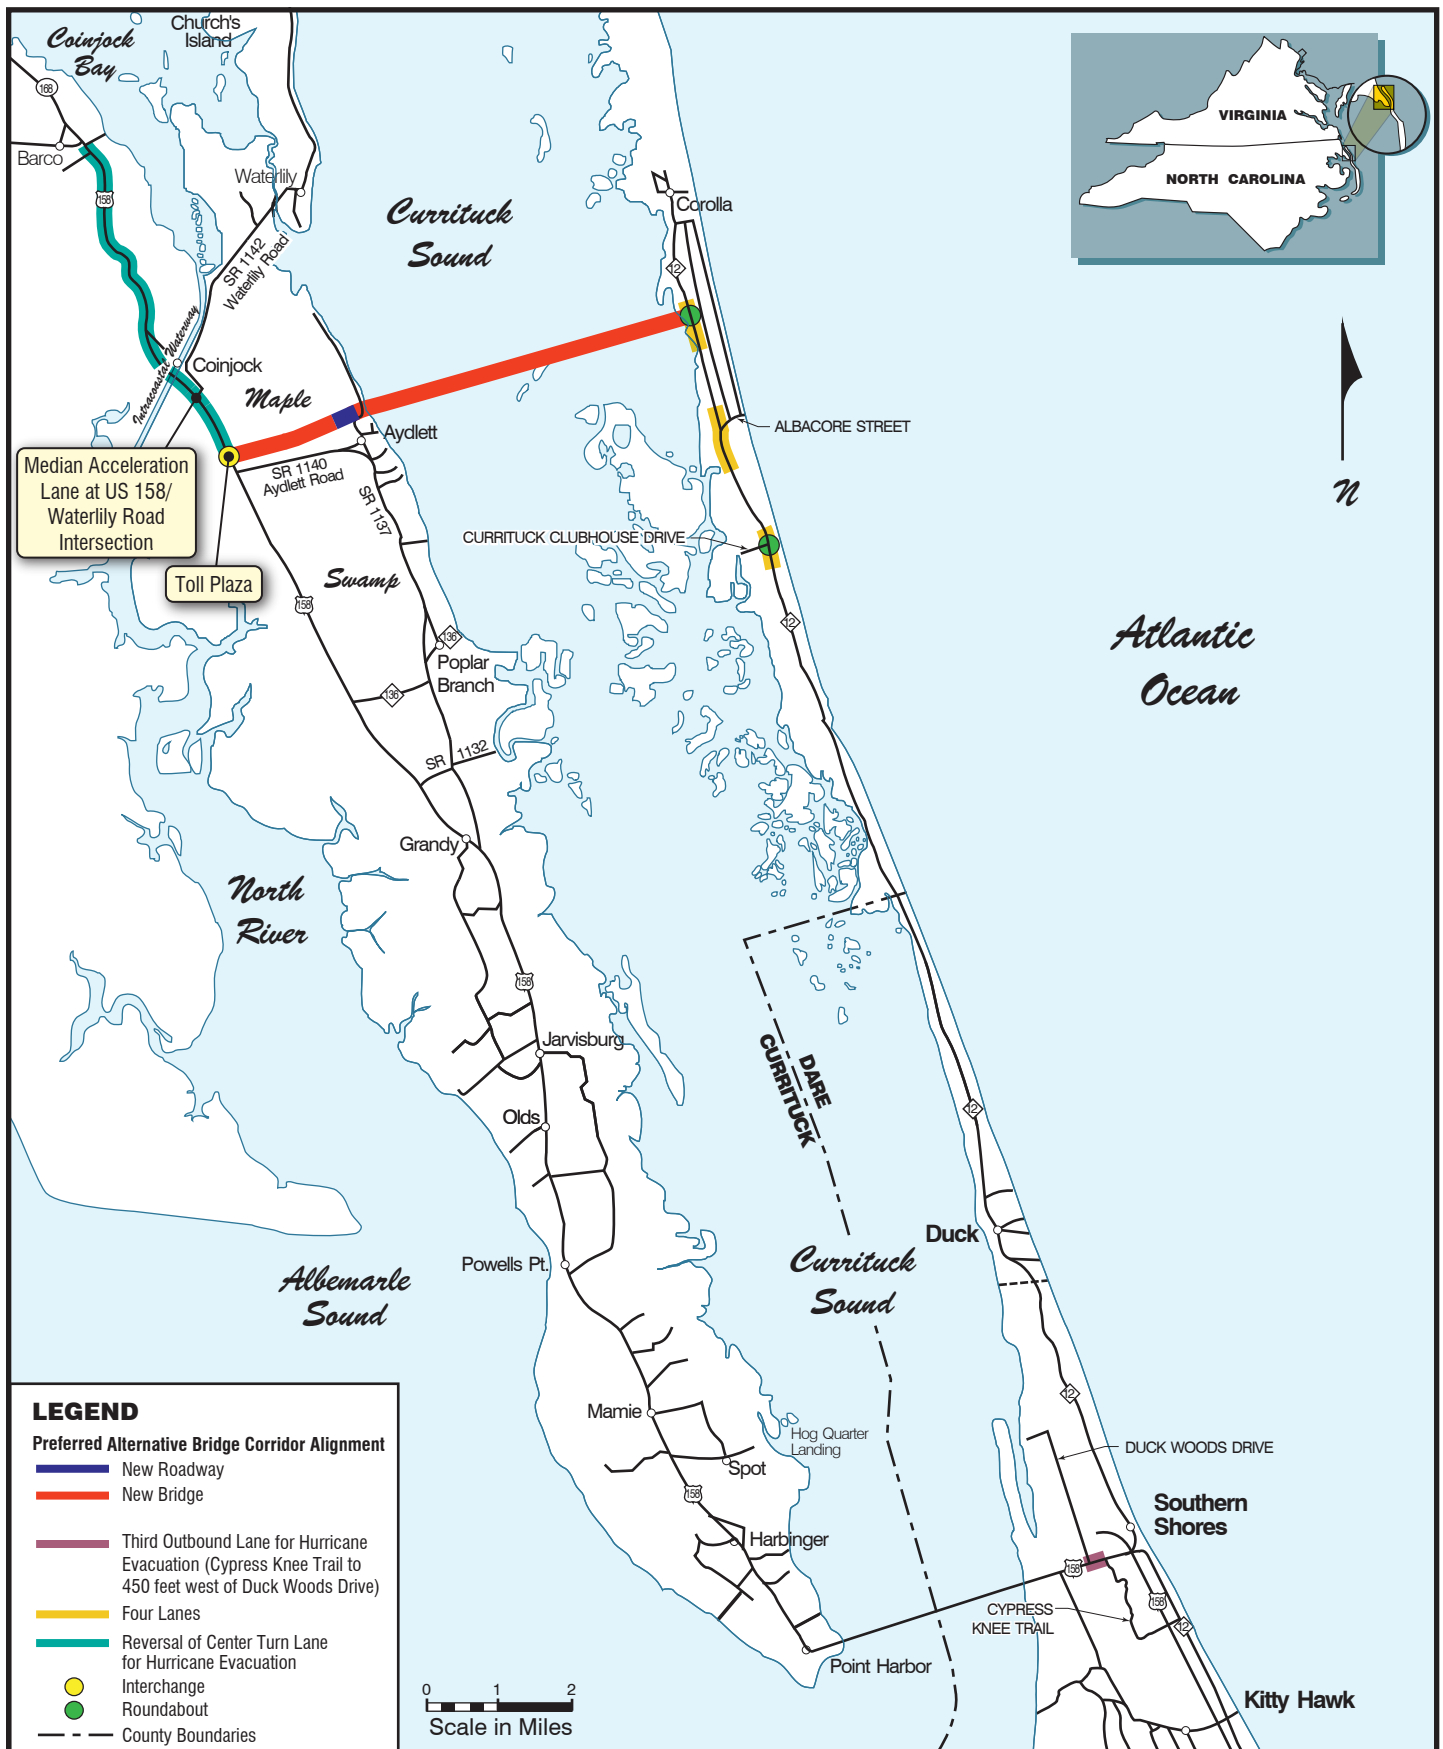 Coinjock
Bay
Church's
Island
168
Barco
158
Waterlily
SR 1142
Waterlily Road
Currituck
Sound
Corolla
12
VIRGINIA
NORTH CAROLINA
Intracoastal Waterway
Coinjock
Maple
Aydlett
SR 1140
Aydlett Road
SR 1137
ALBACORE STREET
N
Median Acceleration
Lane at US 158/
Waterlily Road
Intersection
Toll Plaza
CURRITUCK CLUBHOUSE DRIVE
Swamp
158
12
136
Poplar
Branch
136
SR 1132
Atlantic
Ocean
Grandy
North
River
158
Jarvisburg
DARE
CURRITUCK
Olds
12
Duck
Powells Pt.
Albemarle
Sound
Currituck
Sound
12
Mamie
Hog Quarter
Landing
Spot
158
DUCK WOODS DRIVE
Southern
Shores
Harbinger
158
158
12
CYPRESS
KNEE TRAIL
Point Harbor
Kitty Hawk
LEGEND
Preferred Alternative Bridge Corridor Alignment
New Roadway
New Bridge
Third Outbound Lane for Hurricane
Evacuation (Cypress Knee Trail to
450 feet west of Duck Woods Drive)
Four Lanes
Reversal of Center Turn Lane
for Hurricane Evacuation
Interchange
Roundabout
County Boundaries
0 1 2
Scale in Miles